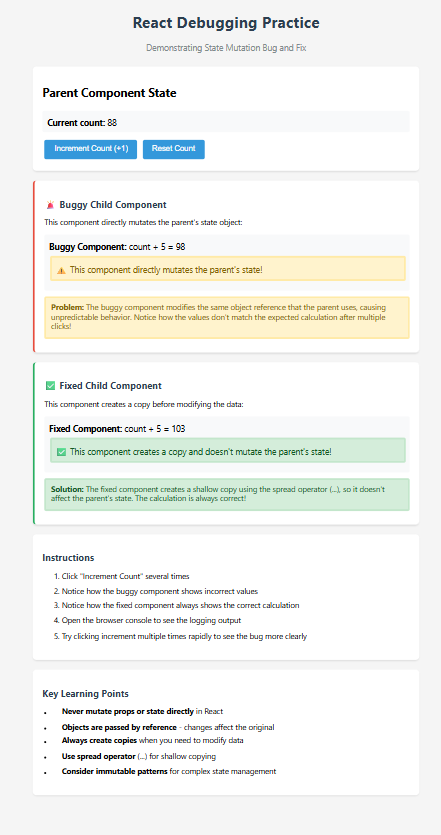 React Debugging Practice
Demonstrating State Mutation Bug and Fix
Parent Component State
Current count: 88
Increment Count (+1) Reset Count
Buggy Child Component
This component directly mutates the parent's state object:
Buggy Component: count + 5 = 98
This component directly mutates the parent's state!
Problem: The buggy component modifies the same object reference that the parent uses, causing
unpredictable behavior. Notice how the values don't match the expected calculation after multiple
clicks!
Fixed Child Component
This component creates a copy before modifying the data:
Fixed Component: count + 5 = 103
This component creates a copy and doesn't mutate the parent's state!
Solution: The fixed component creates a shallow copy using the spread operator (...), so it doesn't
affect the parent's state. The calculation is always correct!
Instructions
1. Click "Increment Count" several times
2. Notice how the buggy component shows incorrect values
3. Notice how the fixed component always shows the correct calculation
4. Open the browser console to see the logging output
5. Try clicking increment multiple times rapidly to see the bug more clearly
Key Learning Points
• Never mutate props or state directly in React
• Objects are passed by reference - changes affect the original
• Always create copies when you need to modify data
• Use spread operator (...) for shallow copying
• Consider immutable patterns for complex state management